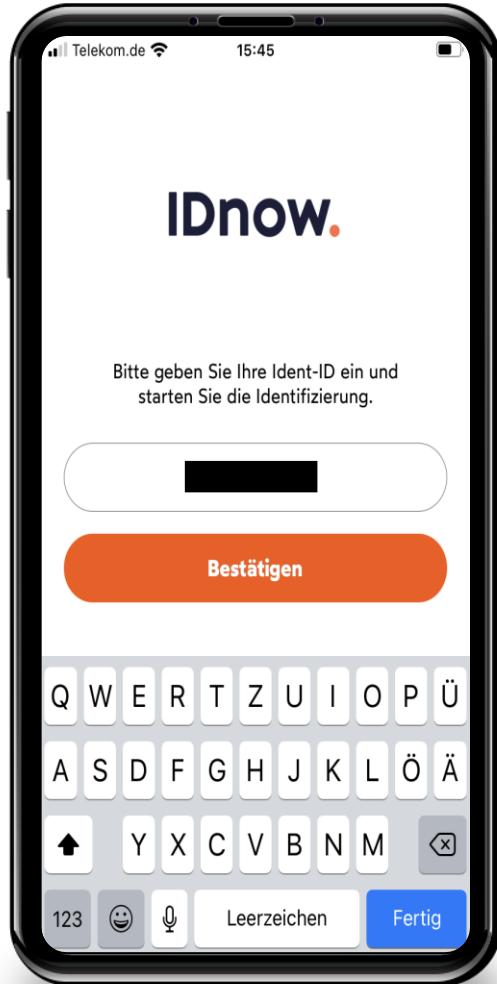 Telekom.de 15:45
IDnow.
Bitte geben Sie Ihre Ident-ID ein und
starten Sie die Identifizierung.
Bestätigen
Q W E R T Z U I O P Ü
A S D F G H J K L Ö Ä
Y X C V B N M
123 Leerzeichen Fertig